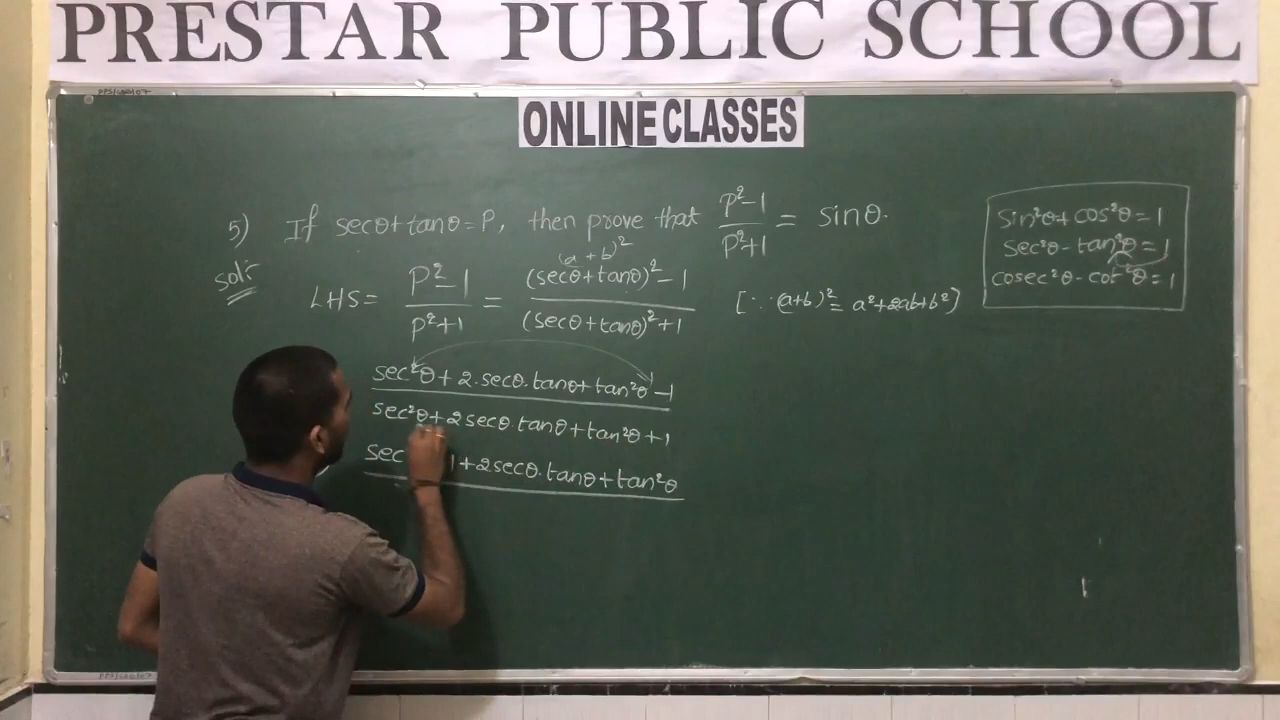 PRESTAR PUBLIC SCHOOL
ONLINE CLASSES
5) If secθ+tanθ=P, then prove that P²-1/P²+1 = sinθ.
sol:-
(a + b)²
LHS = P²-1/P²+1 = (secθ+tanθ)²-1/(secθ+tanθ)²+1 [∵ (a+b)²= a²+2ab+b²]
sec²θ+2.secθ.tanθ+tan²θ-1
sec²θ+2secθ.tanθ+tan²θ+1
sec 1+2secθ.tanθ+tan²θ
sin²θ+cos²θ=1
sec²θ-tan²θ=1
cosec²θ-cot²θ=1